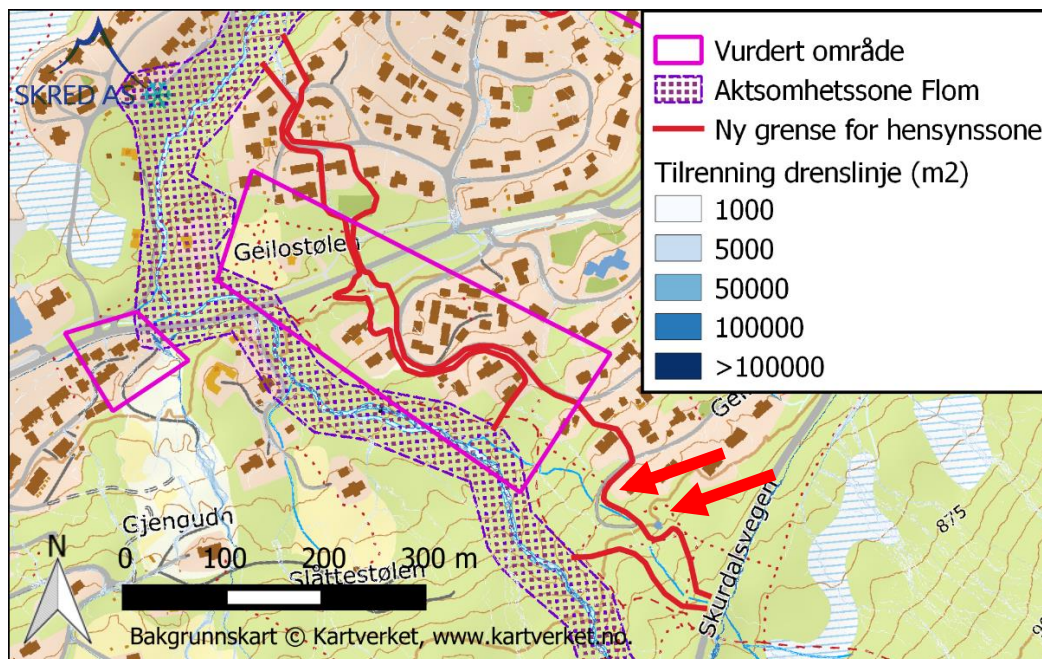 SKRED AS
Vurdert område
Aktsomhetssone Flom
Ny grense for hensynssone
Tilrenning drenslinje (m2)
1000
5000
50000
100000
>100000
Geilostølen
Skurdalsvegen
875
N
0 100 200 300 m
Slåttestølen
Bakgrunnskart © Kartverket, www.kartverket.no.